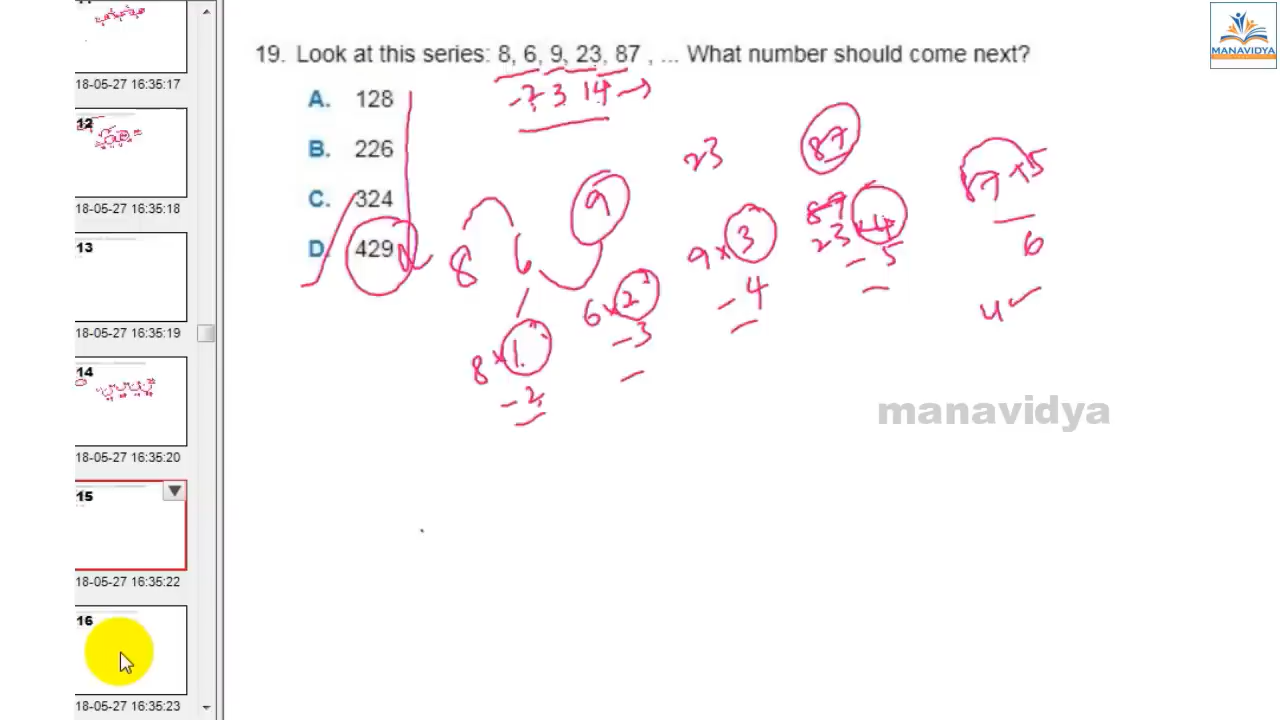 MANAVIDYA
18-05-27 16:35:17
12
18-05-27 16:35:18
13
18-05-27 16:35:19
14
18-05-27 16:35:20
15
18-05-27 16:35:22
16
18-05-27 16:35:23
19. Look at this series: 8, 6, 9, 23, 87 , ... What number should come next?
A. 128
B. 226
C. 324
D. 429
-2 3 14
8 6 9 23 87
8 × 1 - 2
6 × 2 - 3
9 × 3 - 4
87
23 × 4 - 5
87 × 5
6
manavidya